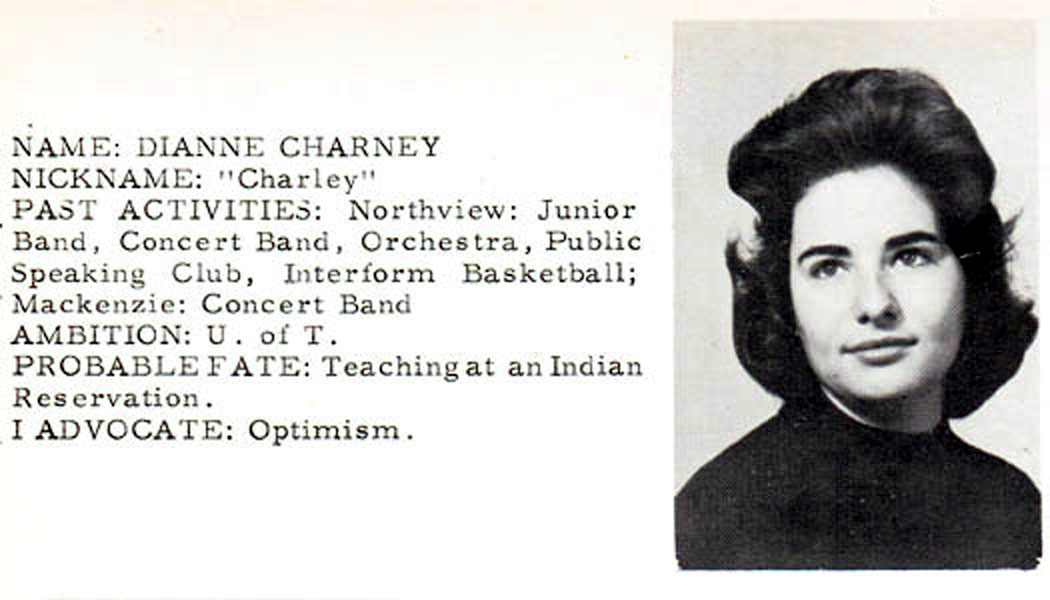 NAME: DIANNE CHARNEY
NICKNAME: "Charley"
PAST ACTIVITIES: Northview: Junior
Band, Concert Band, Orchestra, Public
Speaking Club, Interform Basketball;
Mackenzie: Concert Band
AMBITION: U. of T.
PROBABLE FATE: Teaching at an Indian
Reservation.
I ADVOCATE: Optimism.